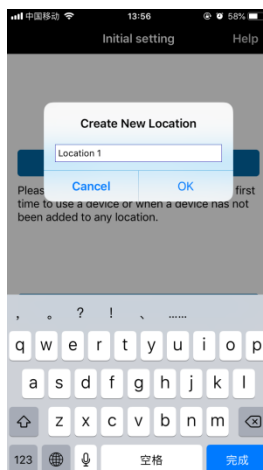 中国移动 13:56 58%
Initial setting Help
Create New Location
Location 1
Cancel OK
Pleas first
time to use a device or when a device has not
been added to any location.
， 。 ？ ！ 、 ……
q w e r t y u i o p
a s d f g h j k l
z x c v b n m
123 空格 完成